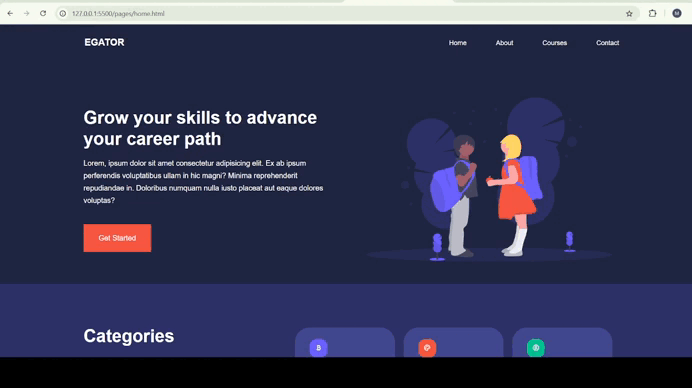 127.0.0.1:5500/pages/home.html
M
EGATOR
Home About Courses Contact
Grow your skills to advance
your career path
Lorem, ipsum dolor sit amet consectetur adipisicing elit. Ex ab ipsum
perferendis voluptatibus ullam in hic magni? Minima reprehenderit
repudiandae in. Doloribus numquam nulla iusto placeat aut eaque dolores
voluptas?
Get Started
Categories